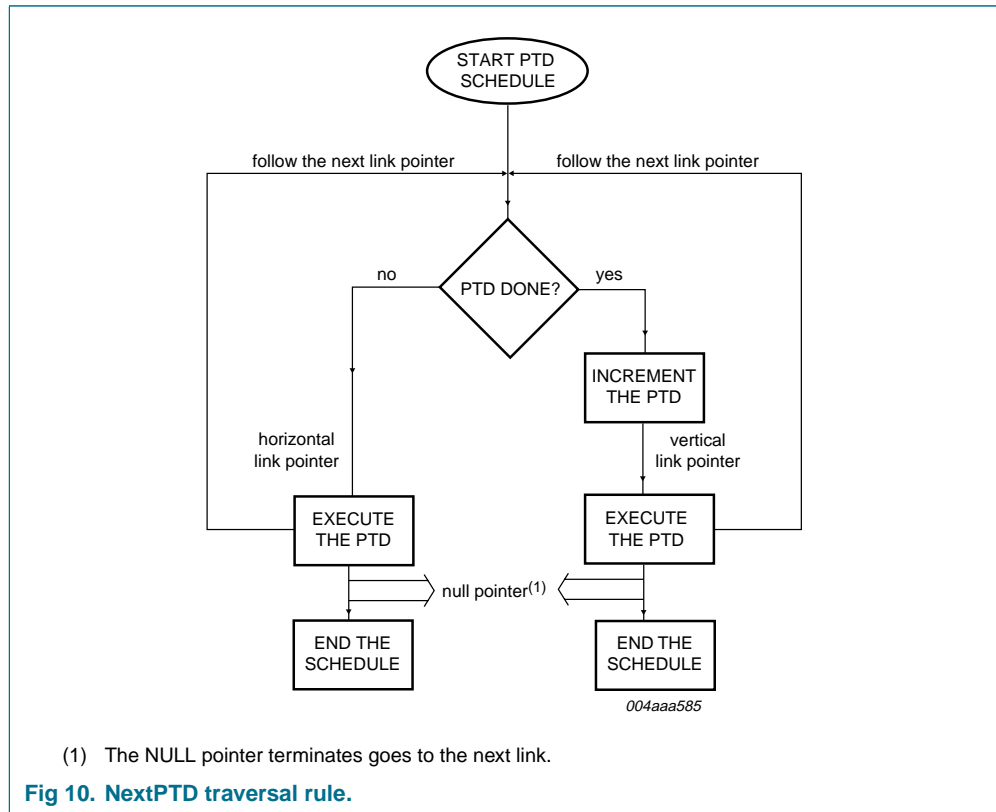 START PTD
SCHEDULE
follow the next link pointer
follow the next link pointer
no
yes
PTD DONE?
INCREMENT
THE PTD
horizontal
link pointer
vertical
link pointer
EXECUTE
THE PTD
EXECUTE
THE PTD
null pointer(1)
END THE
SCHEDULE
END THE
SCHEDULE
004aaa585
(1) The NULL pointer terminates goes to the next link.
Fig 10. NextPTD traversal rule.